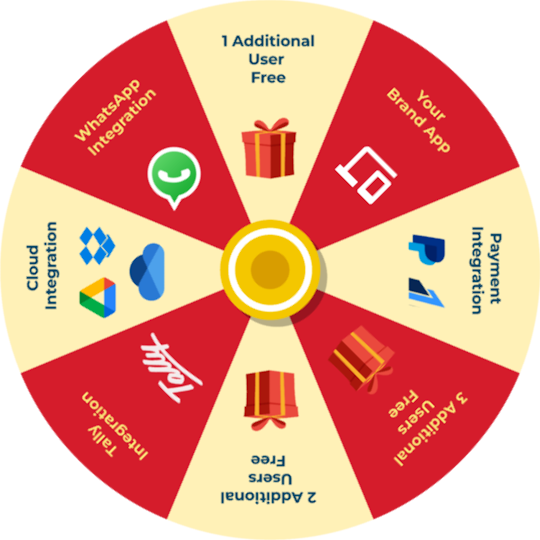 1 Additional
User
Free
Your
Brand App
Payment
Integration
3 Additional
Users
Free
2 Additional
Users
Free
Tally
Integration
Tally
Cloud
Integration
WhatsApp
Integration